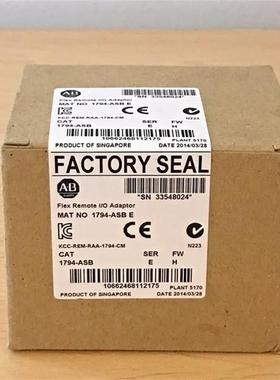 AB
Flex Remote I/O Adaptor
MAT NO 1794-ASB E
"SN 33548024"
KCC-REM-RAA-1794-CM
N223
CAT SER FW
1794-ASB E H
10662468112175
PLANT 5170
PRODUCT OF SINGAPORE DATE 2014/03/28
FACTORY SEAL
AB
"SN 33548024"
Flex Remote I/O Adaptor
MAT NO 1794-ASB E
KCC-REM-RAA-1794-CM
N223
CAT SER FW
1794-ASB E H
10662468112175
PLANT 5170
PRODUCT OF SINGAPORE DATE 2014/03/28